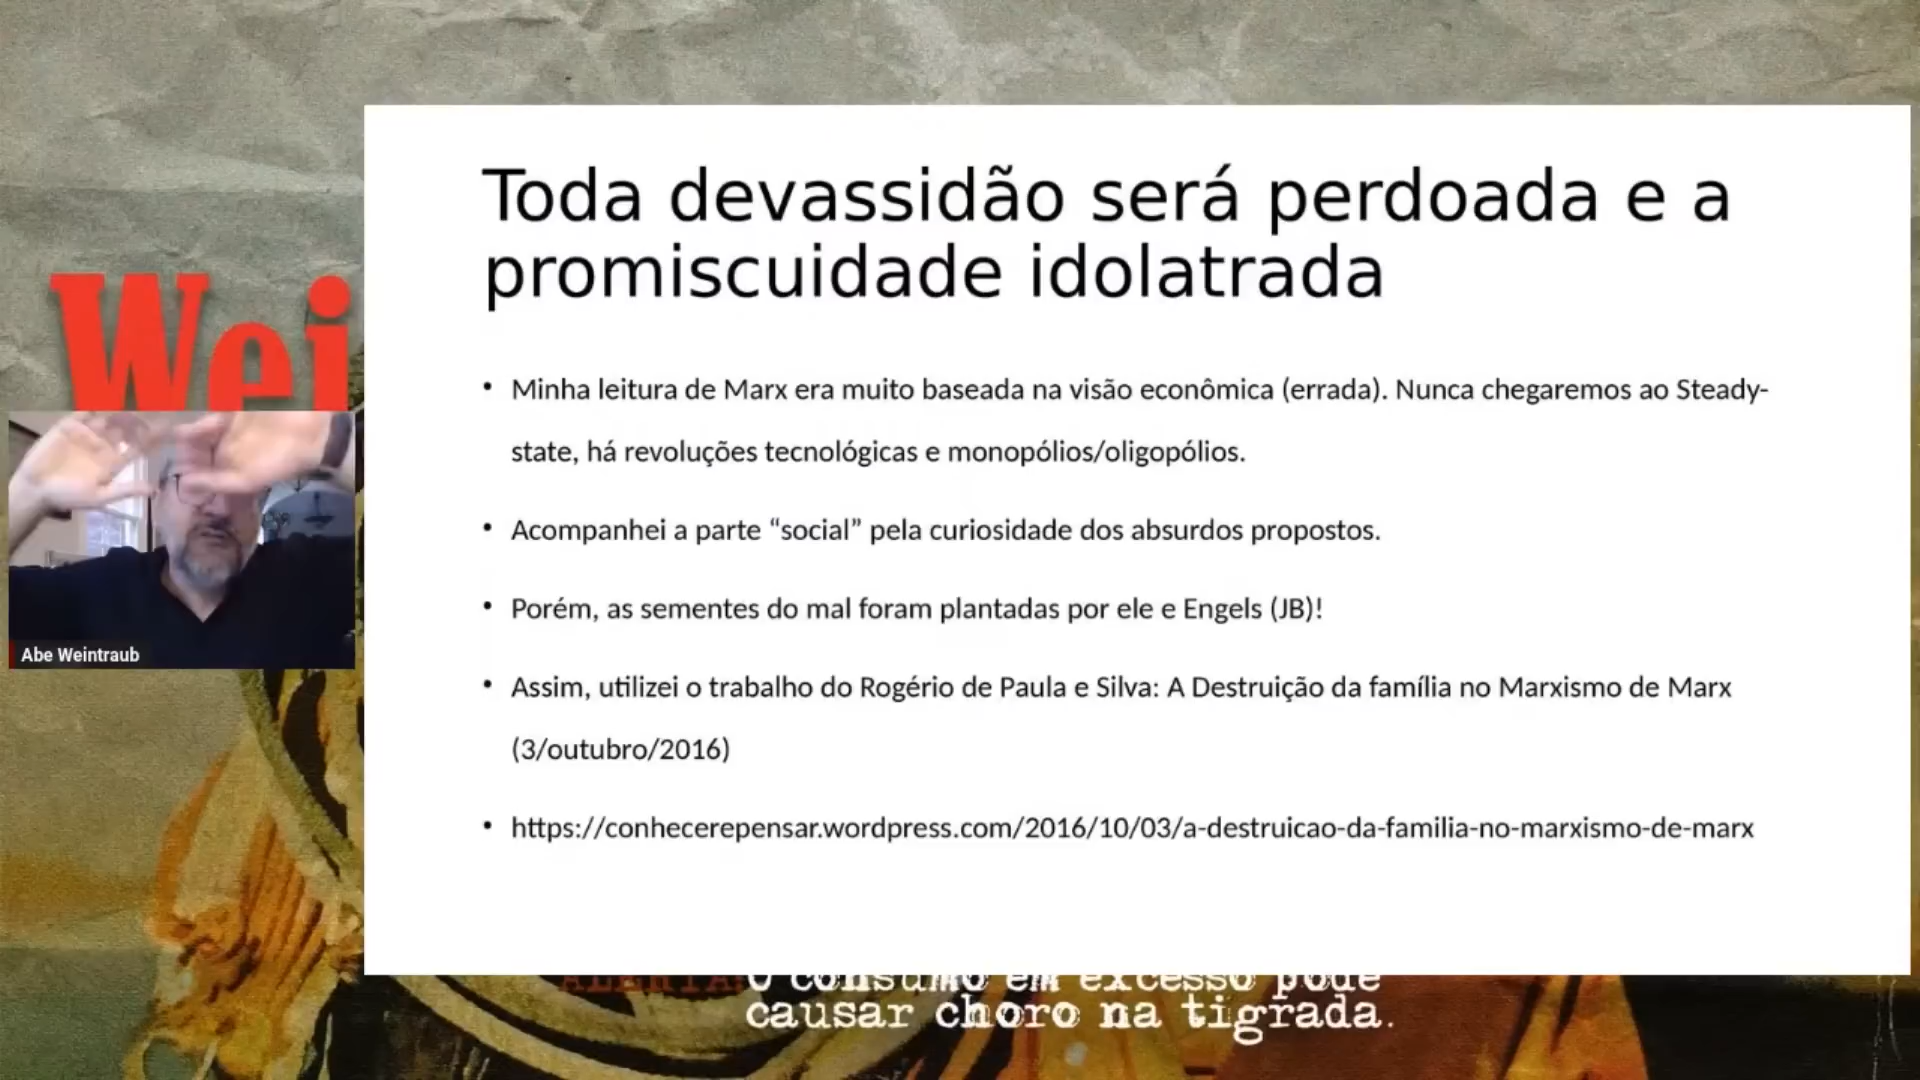 Toda devassidão será perdoada e a
promiscuidade idolatrada
• Minha leitura de Marx era muito baseada na visão econômica (errada). Nunca chegaremos ao Steady-
state, há revoluções tecnológicas e monopólios/oligopólios.
• Acompanhei a parte “social” pela curiosidade dos absurdos propostos.
• Porém, as sementes do mal foram plantadas por ele e Engels (JB)!
• Assim, utilizei o trabalho do Rogério de Paula e Silva: A Destruição da família no Marxismo de Marx
(3/outubro/2016)
• https://conhecerepensar.wordpress.com/2016/10/03/a-destruicao-da-familia-no-marxismo-de-marx
Wei
Abe Weintraub
ALERTA: O consumo em excesso pode
causar choro na tigrada.